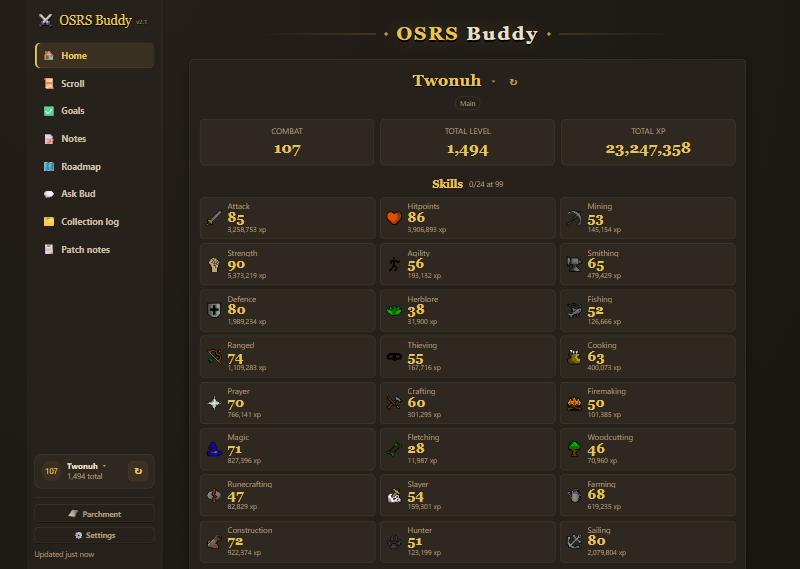 OSRS Buddy v2.1
Home
Scroll
Goals
Notes
Roadmap
Ask Bud
Collection log
Patch notes
107
Twonuh
1,494 total
Parchment
Settings
Updated just now
OSRS Buddy
Twonuh
Main
COMBAT
107
TOTAL LEVEL
1,494
TOTAL XP
23,247,358
Skills 0/24 at 99
Attack
85
3,258,753 xp
Hitpoints
86
3,906,893 xp
Mining
53
145,154 xp
Strength
90
5,373,219 xp
Agility
56
193,132 xp
Smithing
65
479,429 xp
Defence
80
1,989,234 xp
Herblore
38
31,900 xp
Fishing
52
126,666 xp
Ranged
74
1,109,283 xp
Thieving
55
167,716 xp
Cooking
63
400,073 xp
Prayer
70
766,141 xp
Crafting
60
301,295 xp
Firemaking
50
101,385 xp
Magic
71
827,396 xp
Fletching
28
11,987 xp
Woodcutting
46
70,960 xp
Runecrafting
47
82,829 xp
Slayer
54
159,301 xp
Farming
68
619,235 xp
Construction
72
922,374 xp
Hunter
51
123,199 xp
Sailing
80
2,079,804 xp